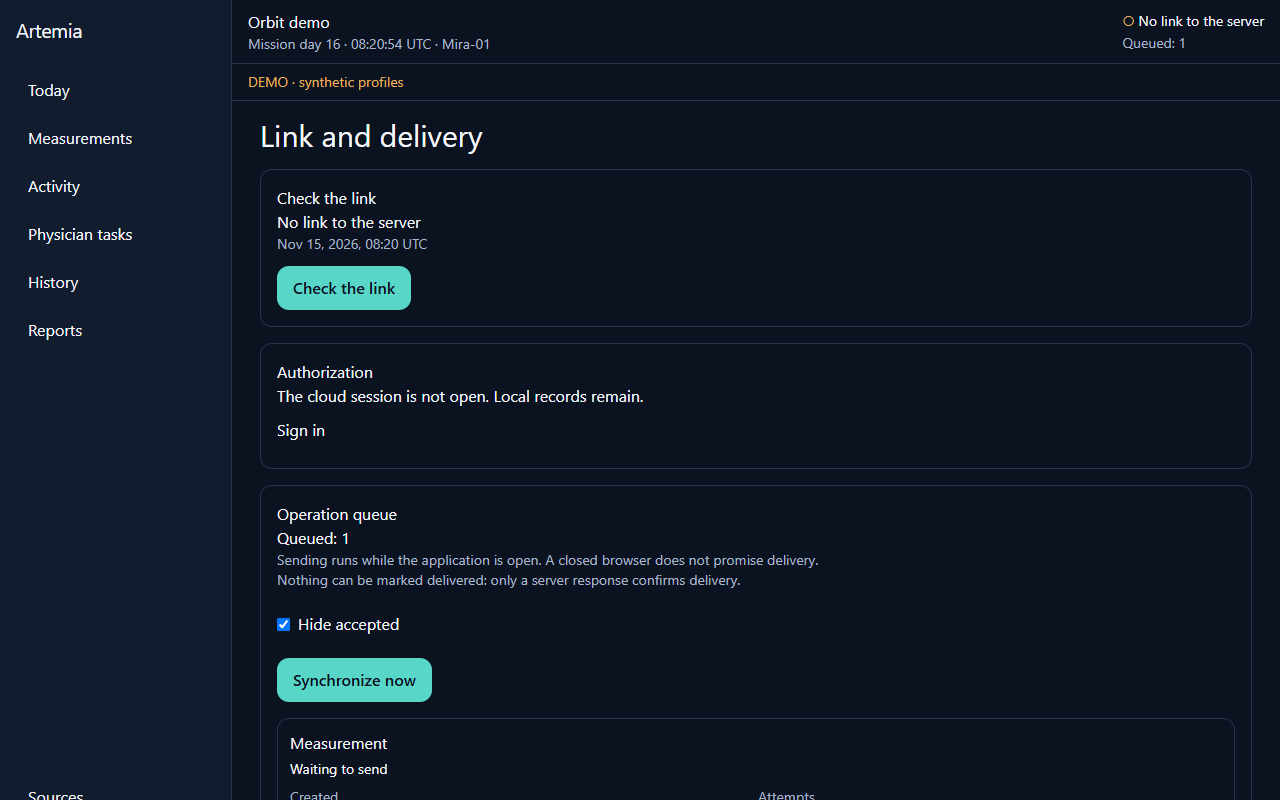 Artemia
Today
Measurements
Activity
Physician tasks
History
Reports
Sources
Orbit demo
Mission day 16 · 08:20:54 UTC · Mira-01
No link to the server
Queued: 1
DEMO · synthetic profiles
Link and delivery
Check the link
No link to the server
Nov 15, 2026, 08:20 UTC
Check the link
Authorization
The cloud session is not open. Local records remain.
Sign in
Operation queue
Queued: 1
Sending runs while the application is open. A closed browser does not promise delivery.
Nothing can be marked delivered: only a server response confirms delivery.
Hide accepted
Synchronize now
Measurement
Waiting to send
Created
Attempts